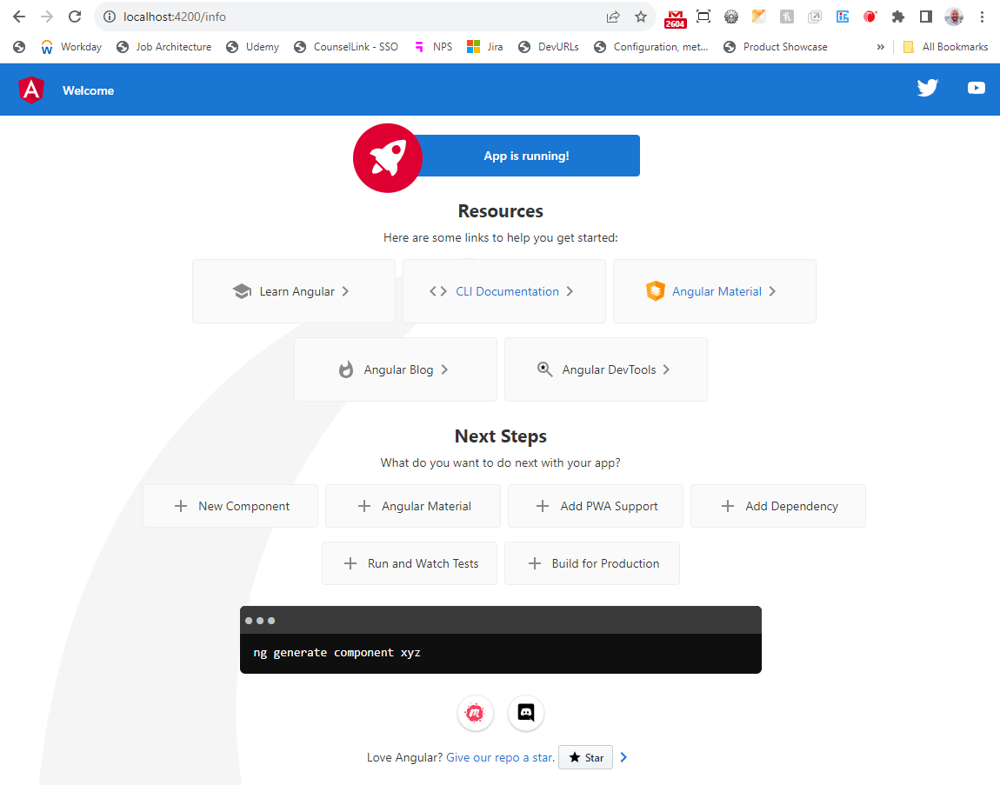 localhost:4200/info
2604
Workday Job Architecture Udemy CounselLink - SSO NPS Jira DevURLs Configuration, met... Product Showcase » All Bookmarks
Welcome
App is running!
Resources
Here are some links to help you get started:
Learn Angular CLI Documentation Angular Material
Angular Blog Angular DevTools
Next Steps
What do you want to do next with your app?
New Component Angular Material Add PWA Support Add Dependency
Run and Watch Tests Build for Production
ng generate component xyz
Love Angular? Give our repo a star. Star